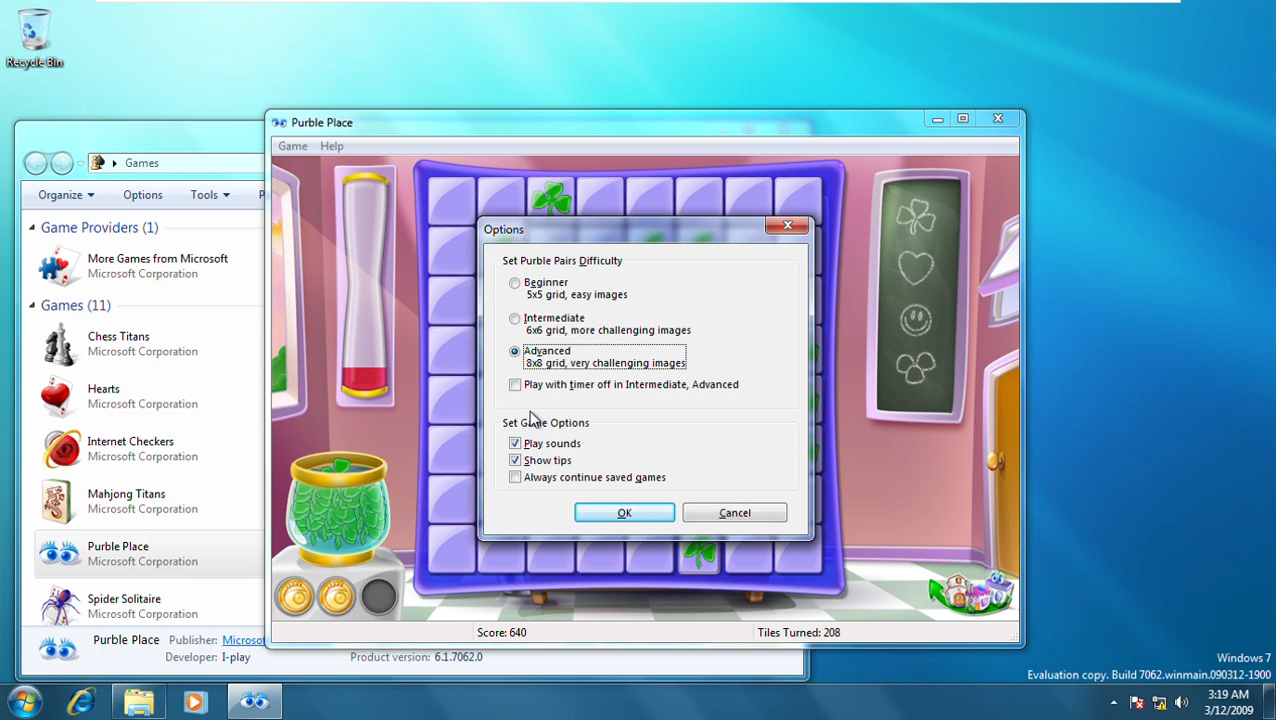 Recycle Bin
Games
Organize
Options
Tools
P
Game Providers (1)
More Games from Microsoft
Microsoft Corporation
Games (11)
Chess Titans
Microsoft Corporation
Hearts
Microsoft Corporation
Internet Checkers
Microsoft Corporation
Mahjong Titans
Microsoft Corporation
Purble Place
Microsoft Corporation
Spider Solitaire
Microsoft Corporation
Purble Place Publisher: Microsof
Developer: I-play Product version: 6.1.7062.0
Purble Place
Game Help
Score: 640 Tiles Turned: 208
Options
Set Purble Pairs Difficulty
Beginner
5x5 grid, easy images
Intermediate
6x6 grid, more challenging images
Advanced
8x8 grid, very challenging images
Play with timer off in Intermediate, Advanced
Set Game Options
Play sounds
Show tips
Always continue saved games
OK Cancel
Windows 7
Evaluation copy. Build 7062.winmain.090312-1900
3:19 AM
3/12/2009